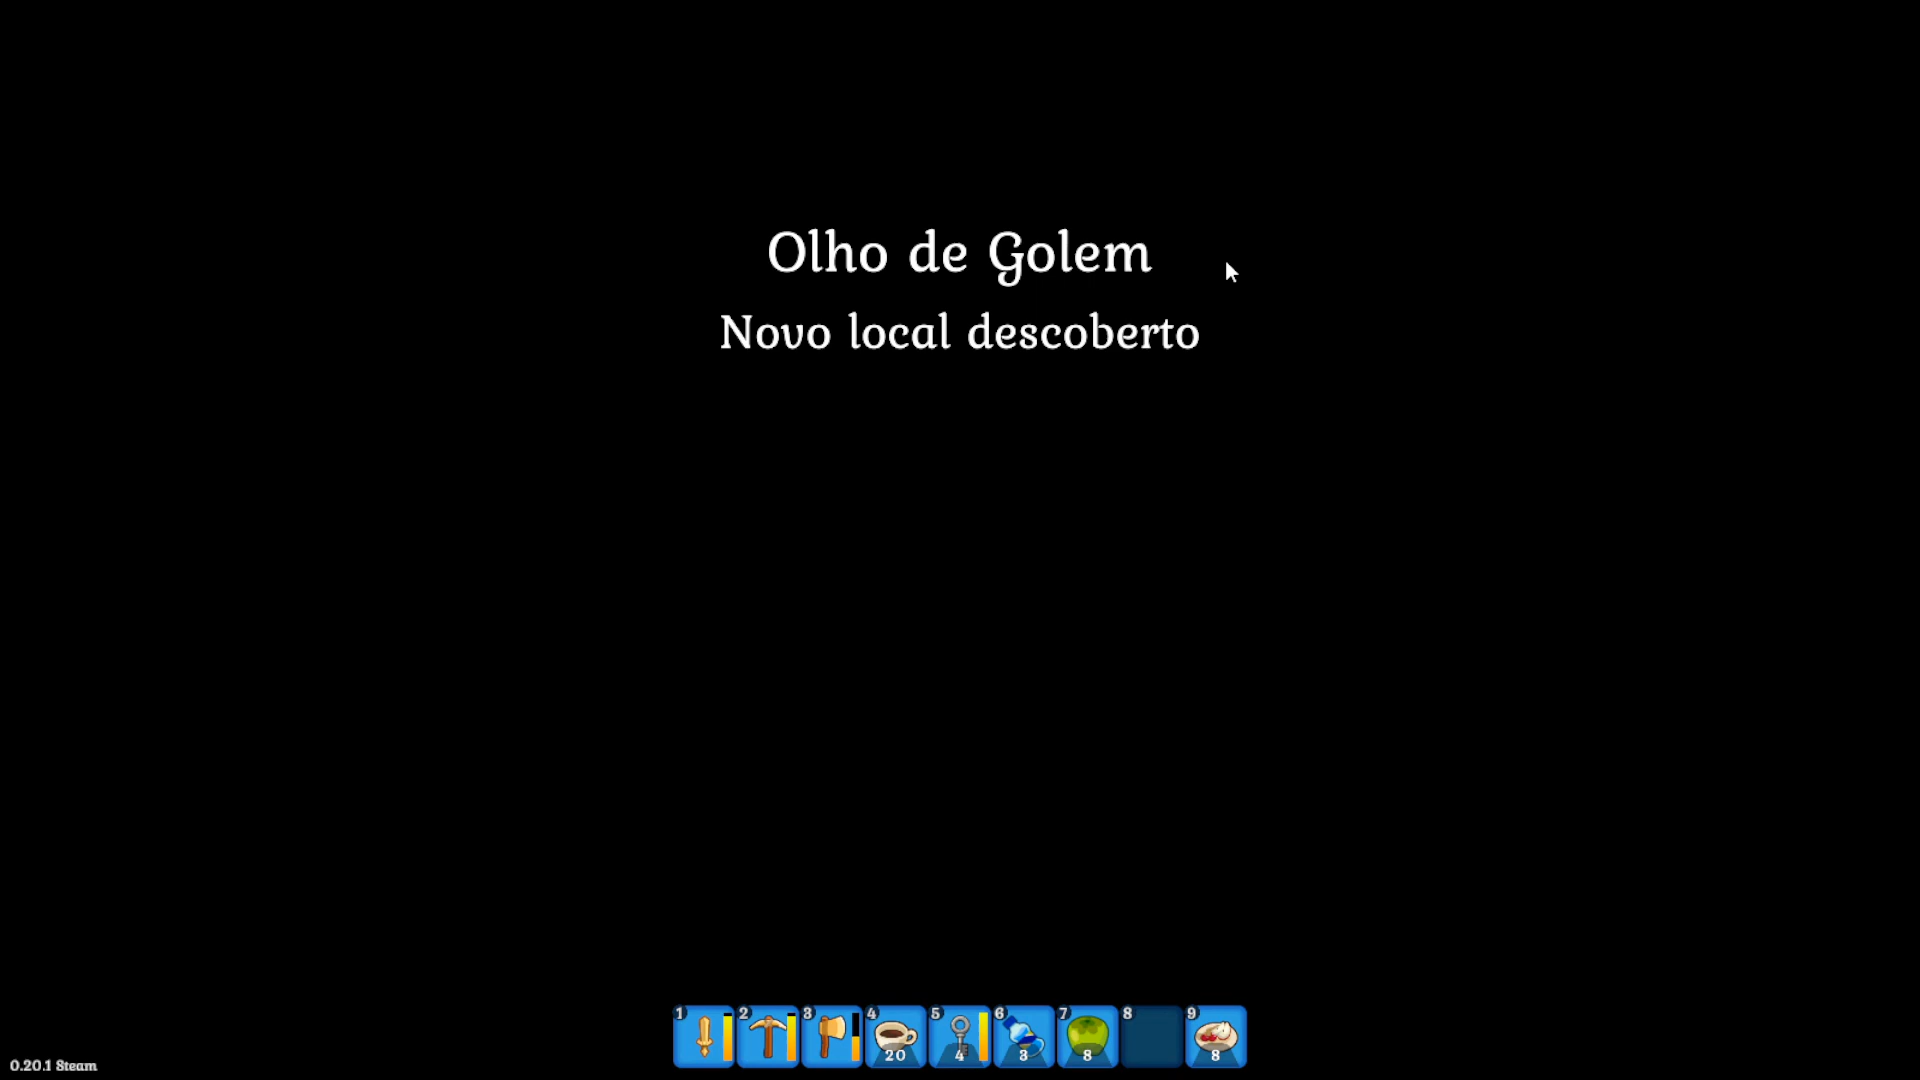 Olho de Golem
Novo local descoberto
1 2 3 4 5 6 7 8 9
20 4 3 8 8
0.20.1 Steam